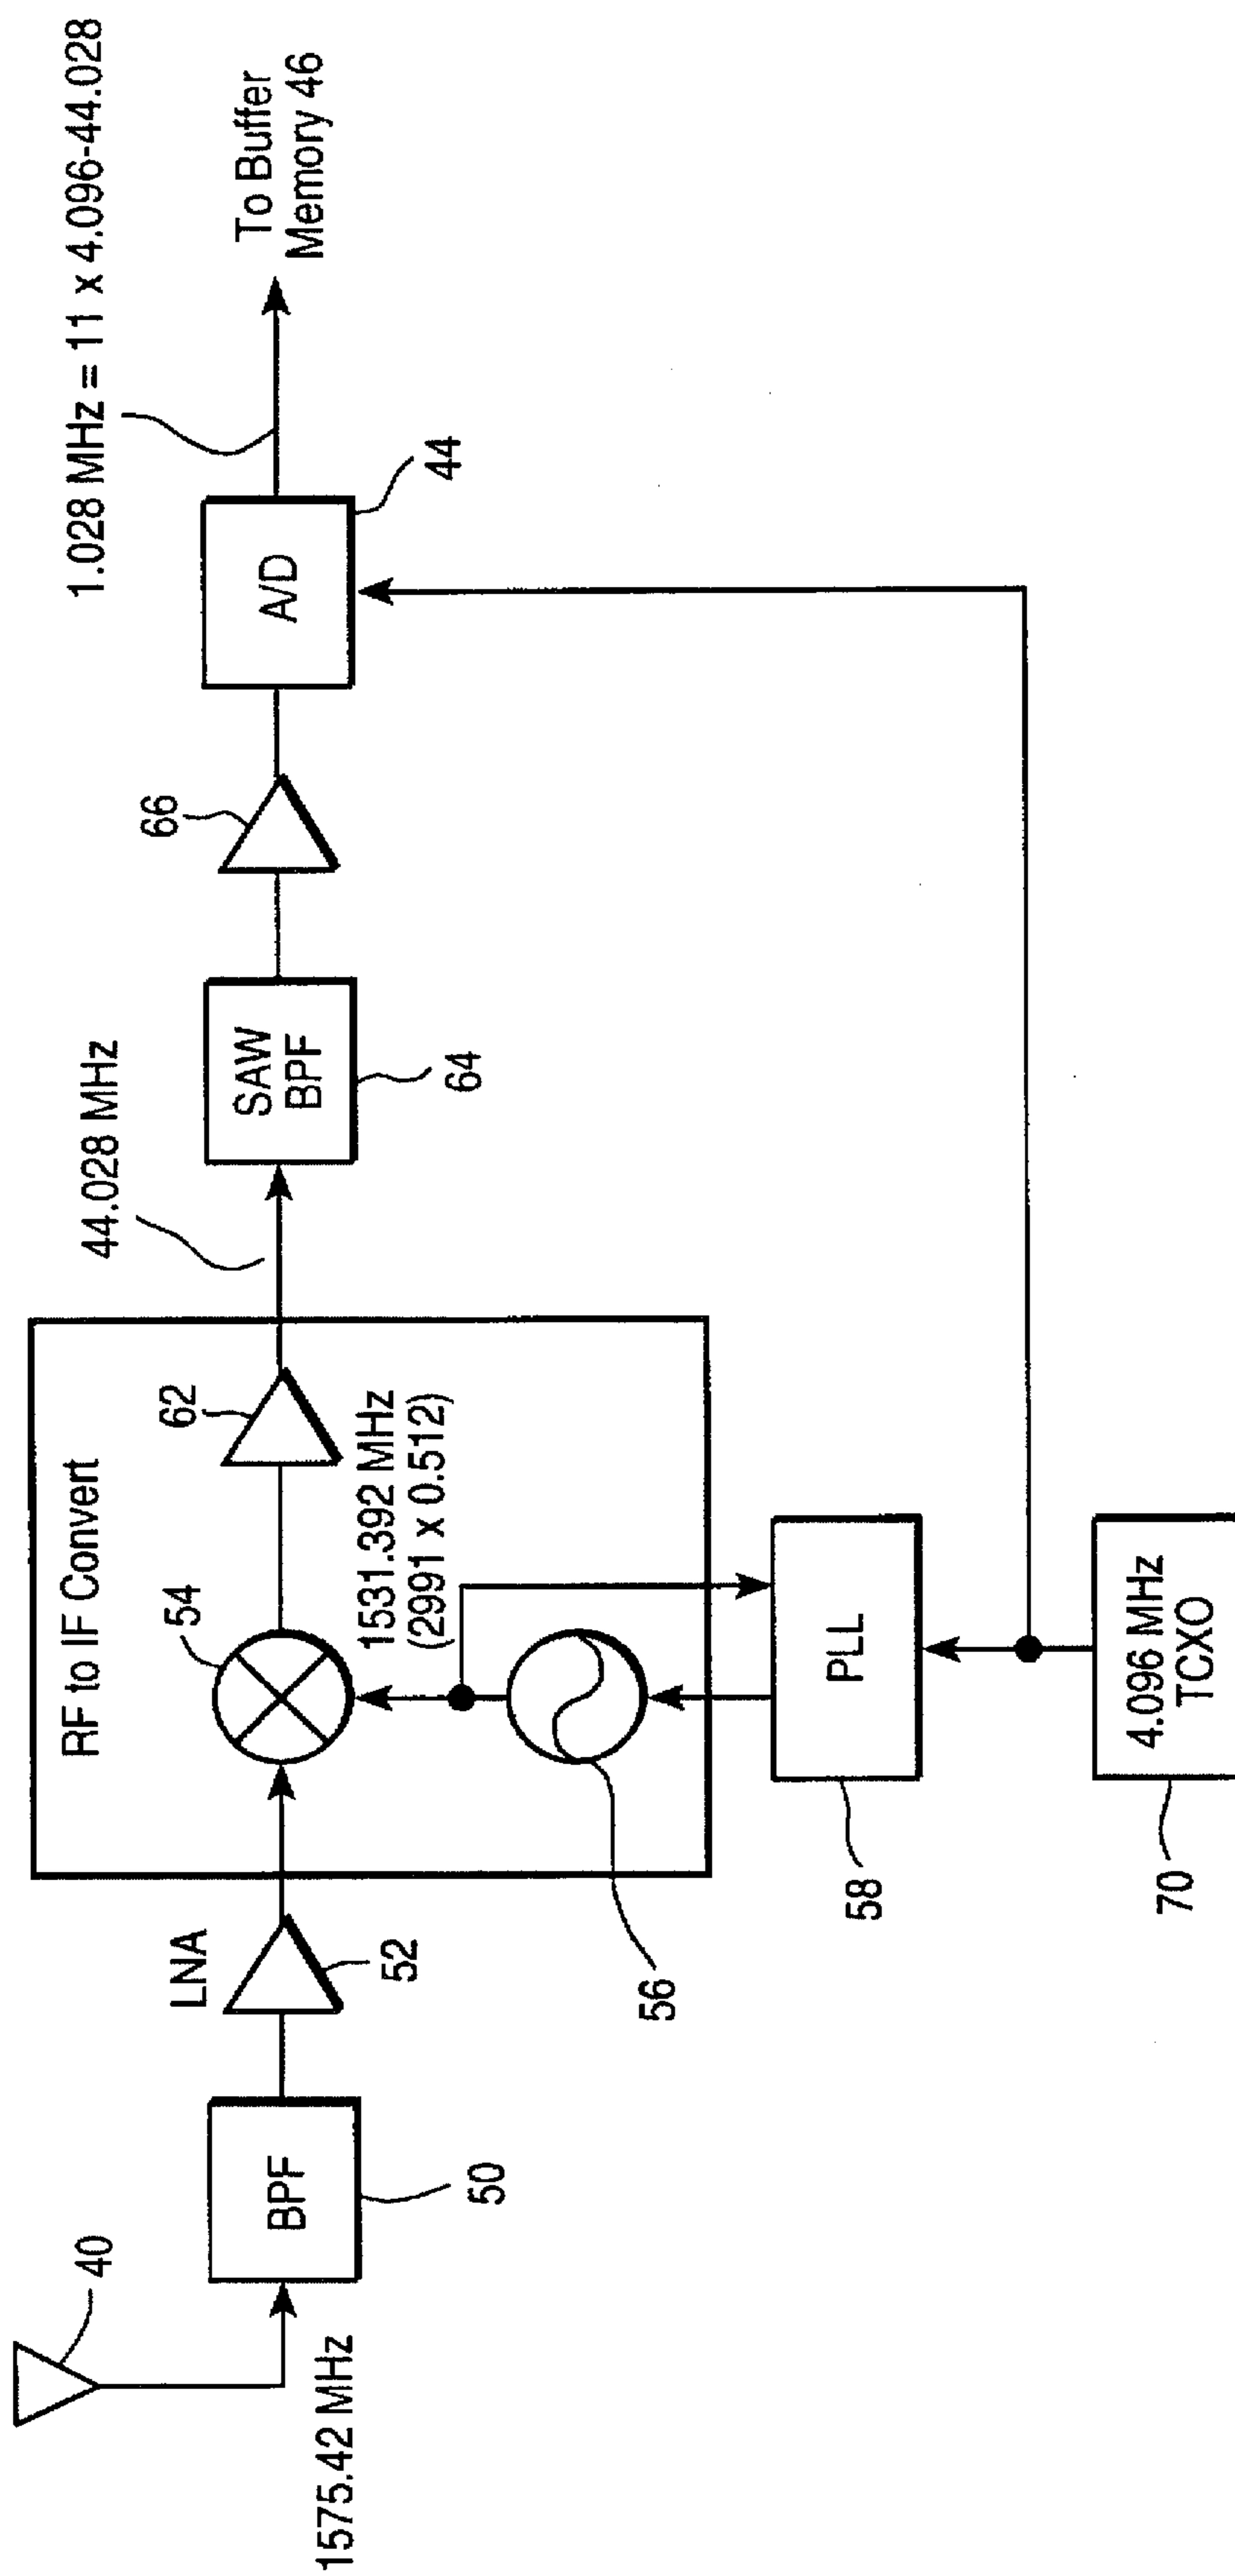 40
1575.42 MHz
BPF
50
LNA
52
RF to IF Convert
54
62
1531.392 MHz
(2991 x 0.512)
56
PLL
58
4.096 MHz
TCXO
70
44.028 MHz
SAW
BPF
64
66
A/D
44
1.028 MHz = 11 x 4.096-44.028
To Buffer
Memory 46